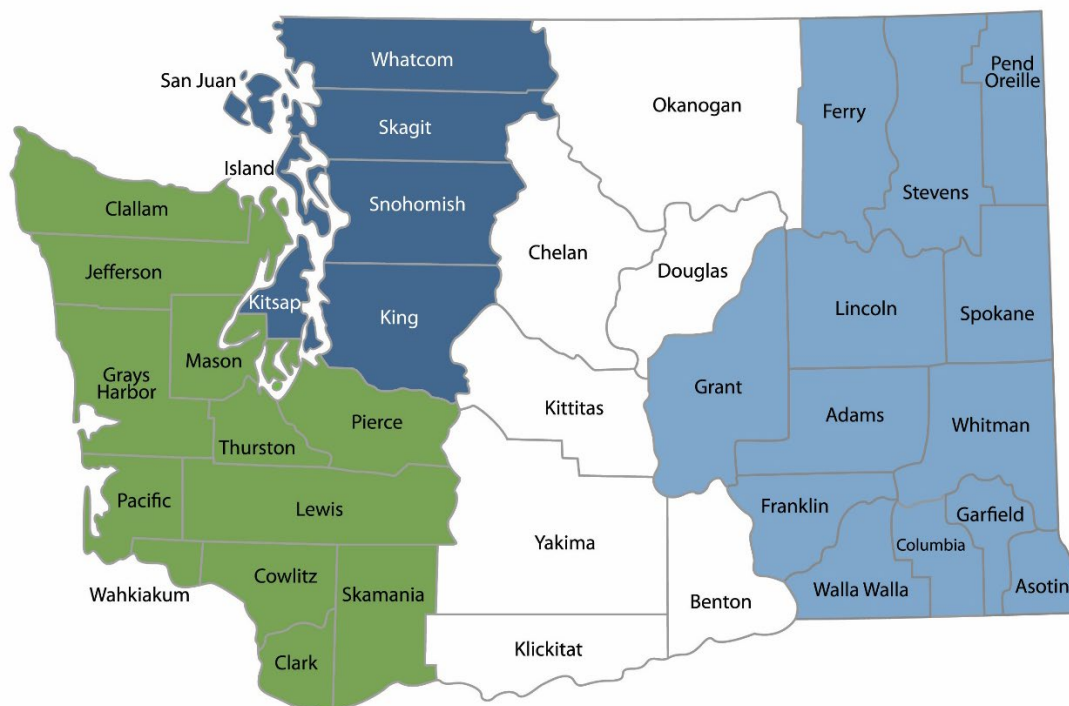 Whatcom
San Juan
Pend
Oreille
Okanogan
Ferry
Skagit
Island
Stevens
Clallam
Snohomish
Chelan
Douglas
Jefferson
Kitsap
King
Lincoln
Spokane
Mason
Grays
Harbor
Grant
Kittitas
Adams
Pierce
Whitman
Thurston
Pacific
Lewis
Franklin
Garfield
Yakima
Columbia
Cowlitz
Wahkiakum
Skamania
Walla Walla
Asotin
Benton
Klickitat
Clark